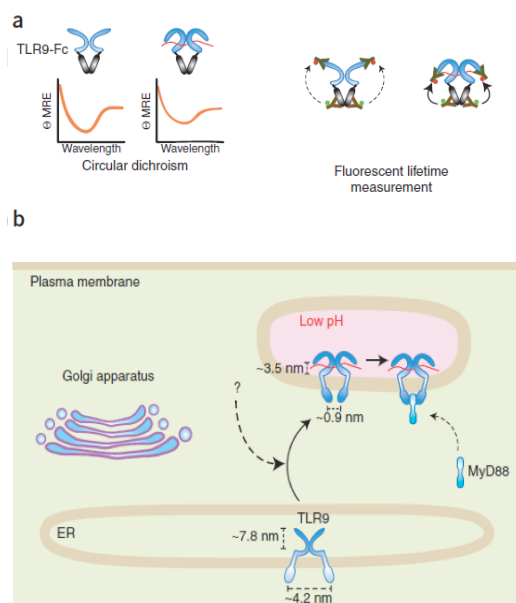 a
TLR9-Fc
Θ MRE
Θ MRE
Wavelength
Wavelength
Circular dichroism
Fluorescent lifetime
measurement
b
Plasma membrane
Low pH
~3.5 nm
Golgi apparatus
?
~0.9 nm
MyD88
TLR9
ER
~7.8 nm
~4.2 nm